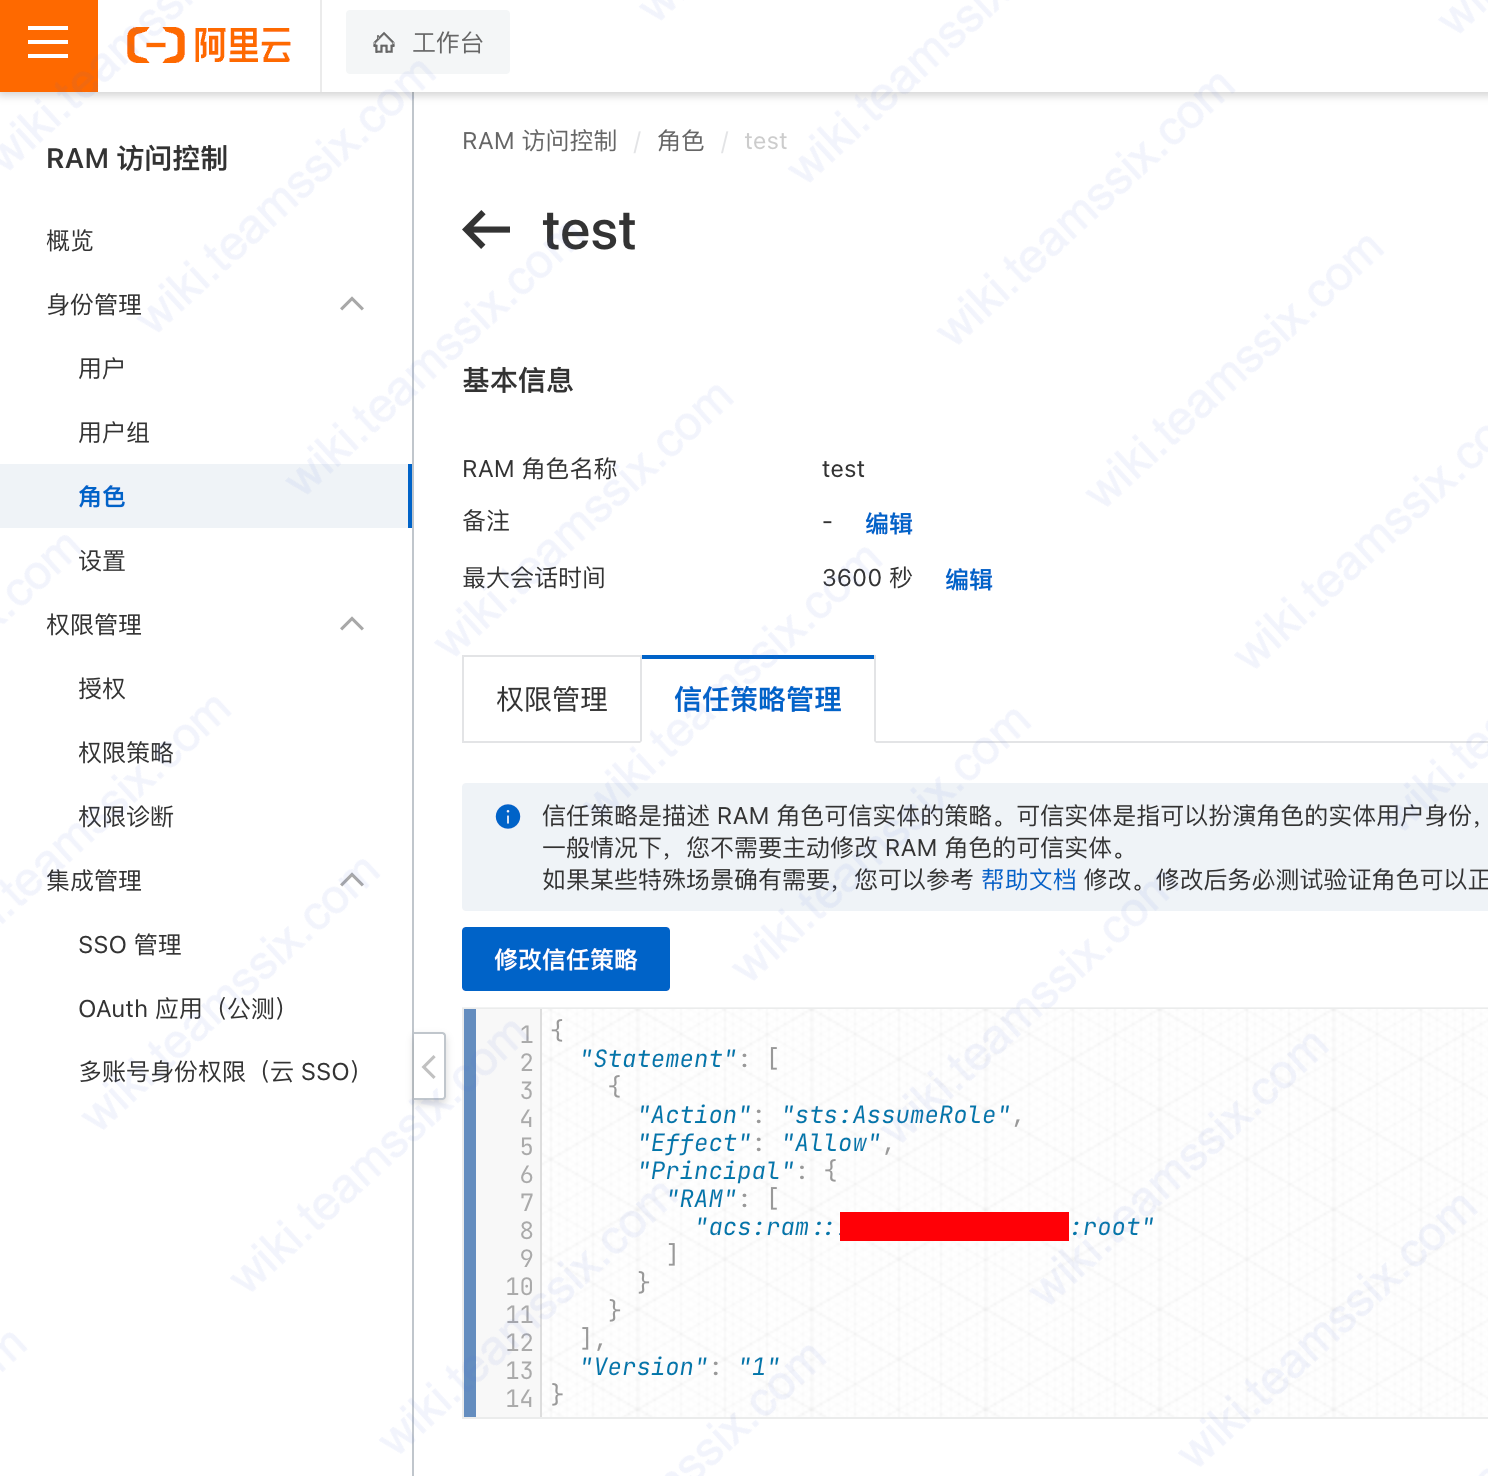 阿里云
工作台
RAM 访问控制
概览
身份管理
用户
用户组
角色
设置
权限管理
授权
权限策略
权限诊断
集成管理
SSO 管理
OAuth 应用（公测）
多账号身份权限（云 SSO）
RAM 访问控制 / 角色 / test
← test
基本信息
RAM 角色名称 test
备注 - 编辑
最大会话时间 3600 秒 编辑
权限管理 信任策略管理
信任策略是描述 RAM 角色可信实体的策略。可信实体是指可以扮演角色的实体用户身份，
一般情况下，您不需要主动修改 RAM 角色的可信实体。
如果某些特殊场景确有需要，您可以参考 帮助文档 修改。修改后务必测试验证角色可以正
修改信任策略
1 {
2 "Statement": [
3 {
4 "Action": "sts:AssumeRole",
5 "Effect": "Allow",
6 "Principal": {
7 "RAM": [
8 "acs:ram:: :root"
9 ]
10 }
11 }
12 ],
13 "Version": "1"
14 }
wiki.teamssix.com